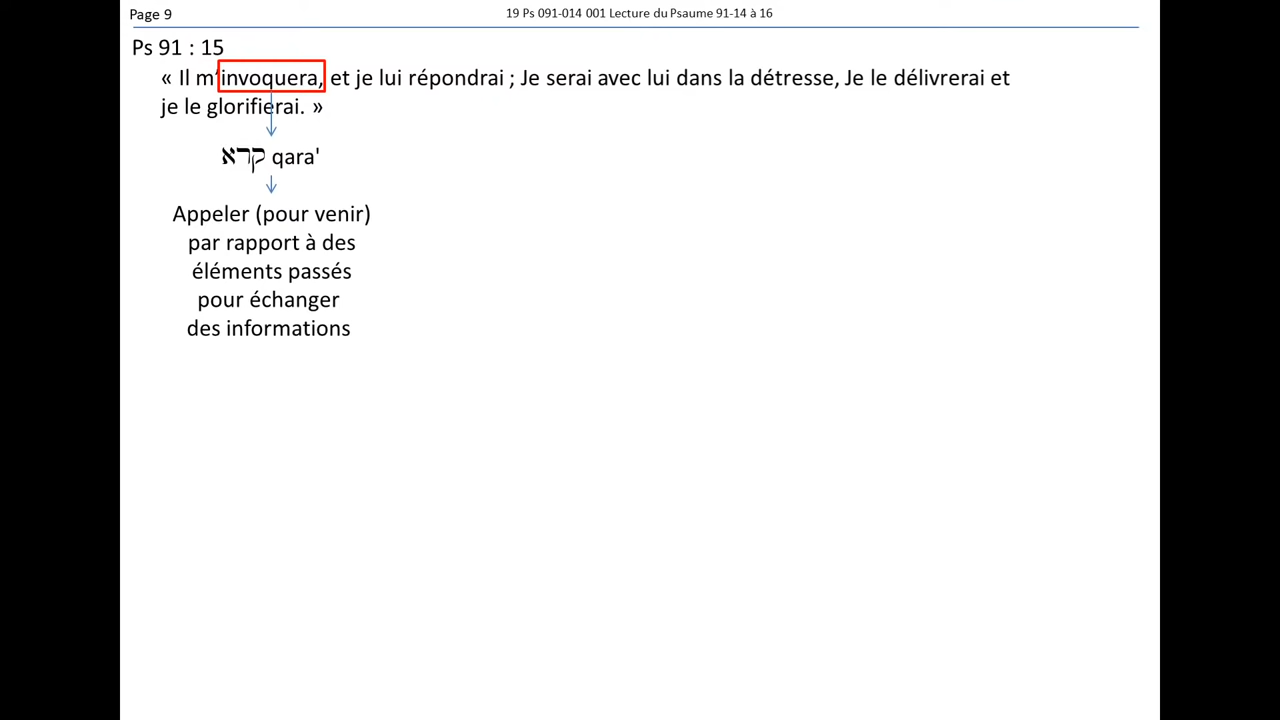 Page 9
19 Ps 091-014 001 Lecture du Psaume 91-14 à 16
Ps 91 : 15
« Il m’invoquera, et je lui répondrai ; Je serai avec lui dans la détresse, Je le délivrerai et
je le glorifierai. »
קרא qara'
Appeler (pour venir)
par rapport à des
éléments passés
pour échanger
des informations